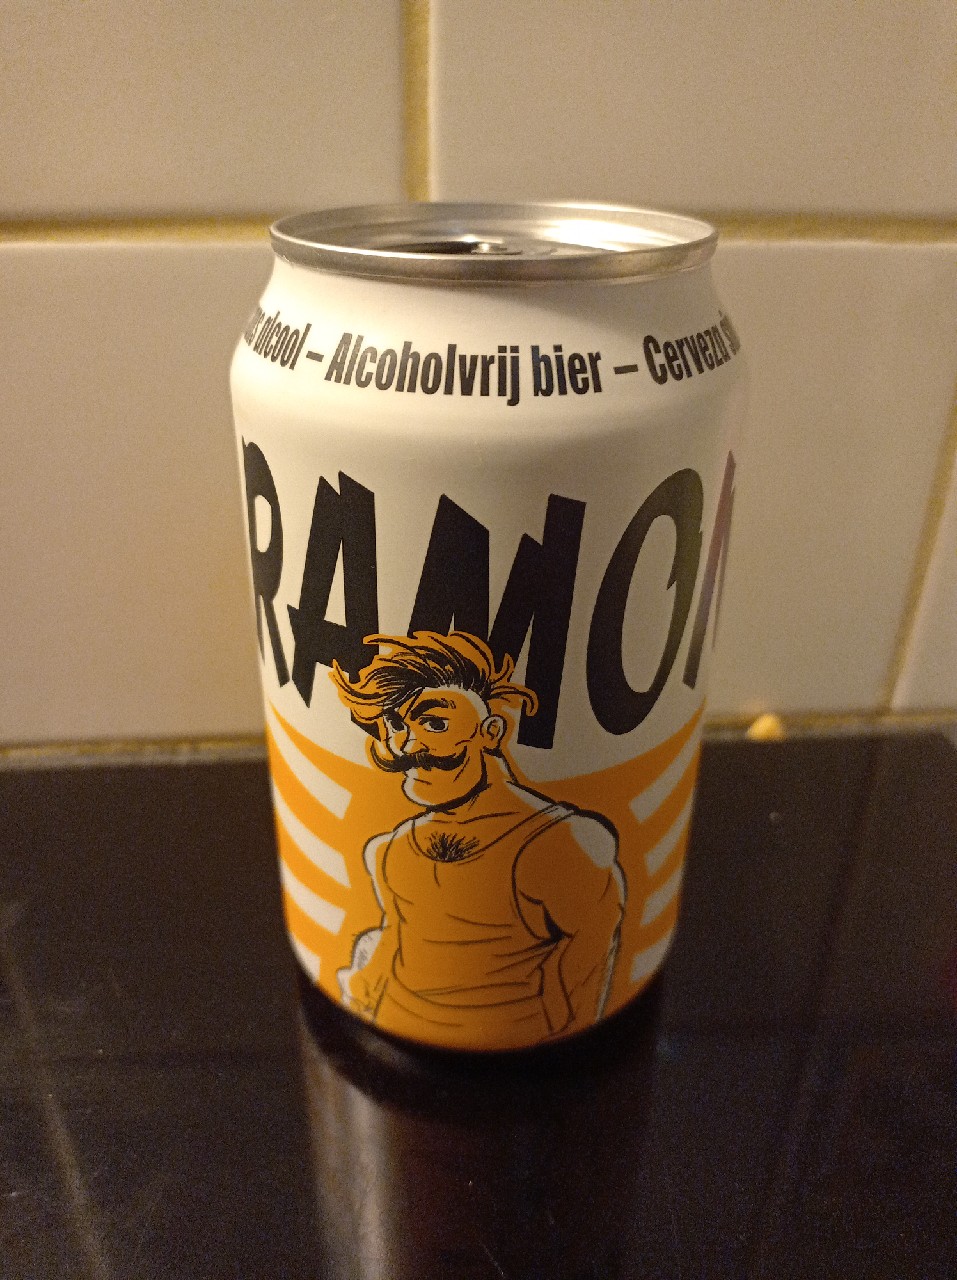 alcool – Alcoholvrij bier – Cerveza
RAMON